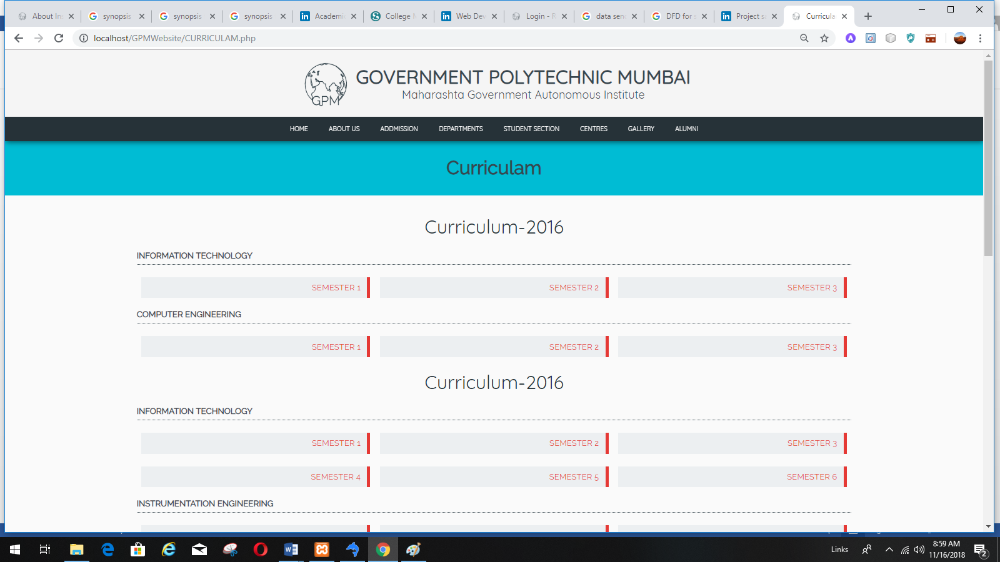 About In
synopsis
synopsis
synopsis
Academi
College
Web Dev
Login - R
data sen
DFD for s
Project s
Curricula
localhost/GPMWebsite/CURRICULAM.php
GPM
GOVERNMENT POLYTECHNIC MUMBAI
Maharashta Government Autonomous Institute
HOME ABOUT US ADDMISSION DEPARTMENTS STUDENT SECTION CENTRES GALLERY ALUMNI
Curriculam
Curriculum-2016
INFORMATION TECHNOLOGY
SEMESTER 1 SEMESTER 2 SEMESTER 3
COMPUTER ENGINEERING
SEMESTER 1 SEMESTER 2 SEMESTER 3
Curriculum-2016
INFORMATION TECHNOLOGY
SEMESTER 1 SEMESTER 2 SEMESTER 3
SEMESTER 4 SEMESTER 5 SEMESTER 6
INSTRUMENTATION ENGINEERING
Links
8:59 AM
11/16/2018
2